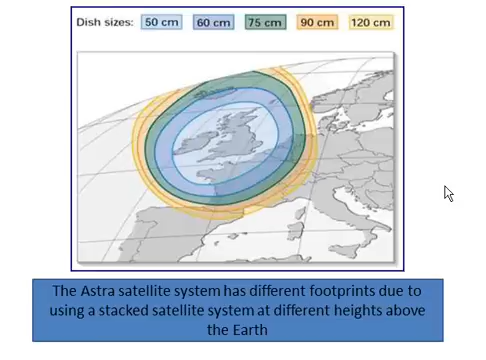 Dish sizes: 50 cm 60 cm 75 cm 90 cm 120 cm
The Astra satellite system has different footprints due to
using a stacked satellite system at different heights above
the Earth